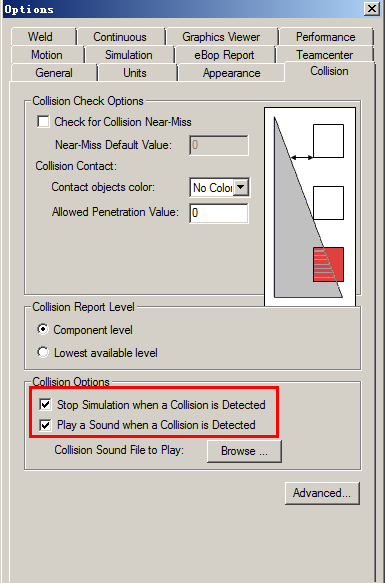 Options
Weld Continuous Graphics Viewer Performance
Motion Simulation eBop Report Teamcenter
General Units Appearance Collision
Collision Check Options
Check for Collision Near-Miss
Near-Miss Default Value: 0
Collision Contact:
Contact objects color: No Color
Allowed Penetration Value: 0
Collision Report Level
Component level
Lowest available level
Collision Options
Stop Simulation when a Collision is Detected
Play a Sound when a Collision is Detected
Collision Sound File to Play: Browse ...
Advanced...